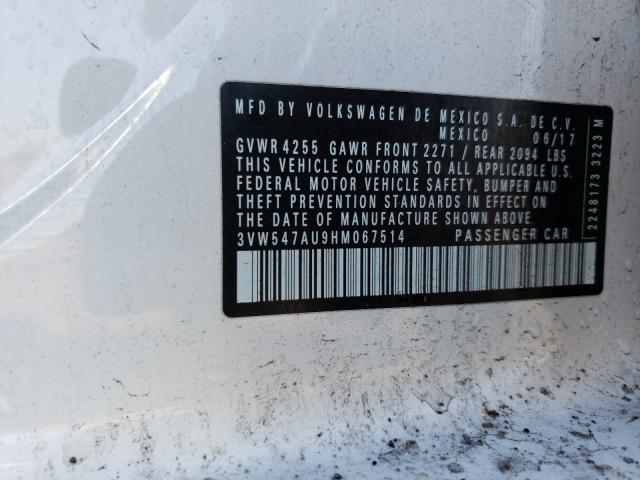 MFD BY VOLKSWAGEN DE MEXICO S.A. DE C.V.
MEXICO 06/17
GVWR 4255 GAWR FRONT 2271 / REAR 2094 LBS
THIS VEHICLE CONFORMS TO ALL APPLICABLE U.S.
FEDERAL MOTOR VEHICLE SAFETY, BUMPER AND
THEFT PREVENTION STANDARDS IN EFFECT ON
THE DATE OF MANUFACTURE SHOWN ABOVE.
3VW547AU9HM067514 PASSENGER CAR
2248173 3223 M